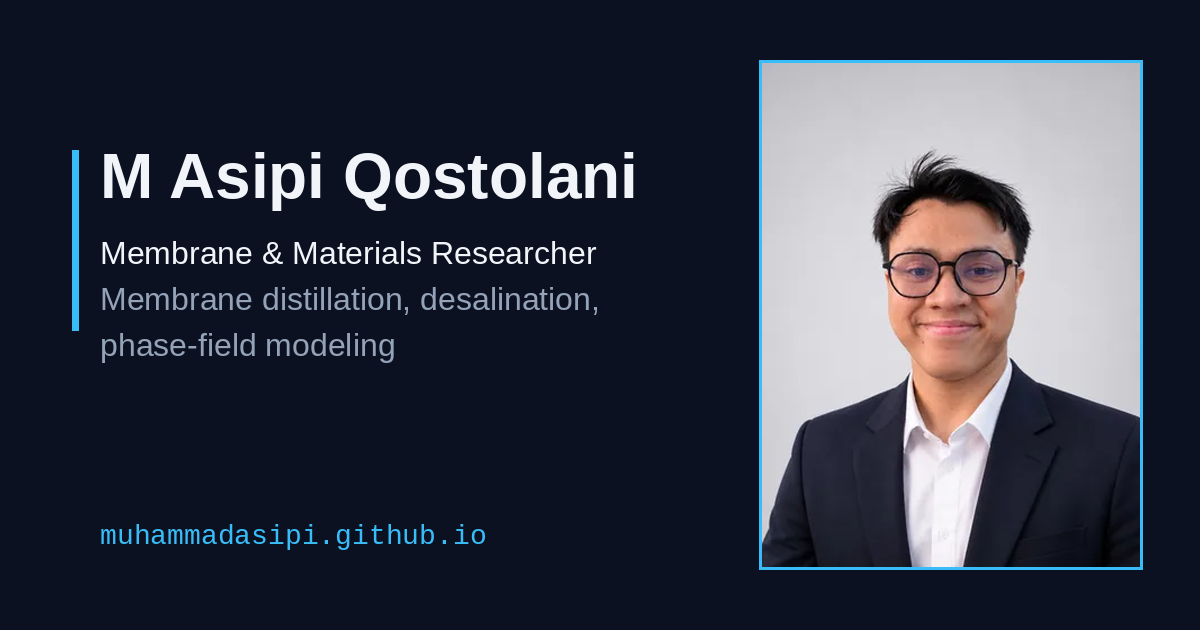 M Asipi Qostolani
Membrane & Materials Researcher
Membrane distillation, desalination,
phase-field modeling
muhammadasipi.github.io